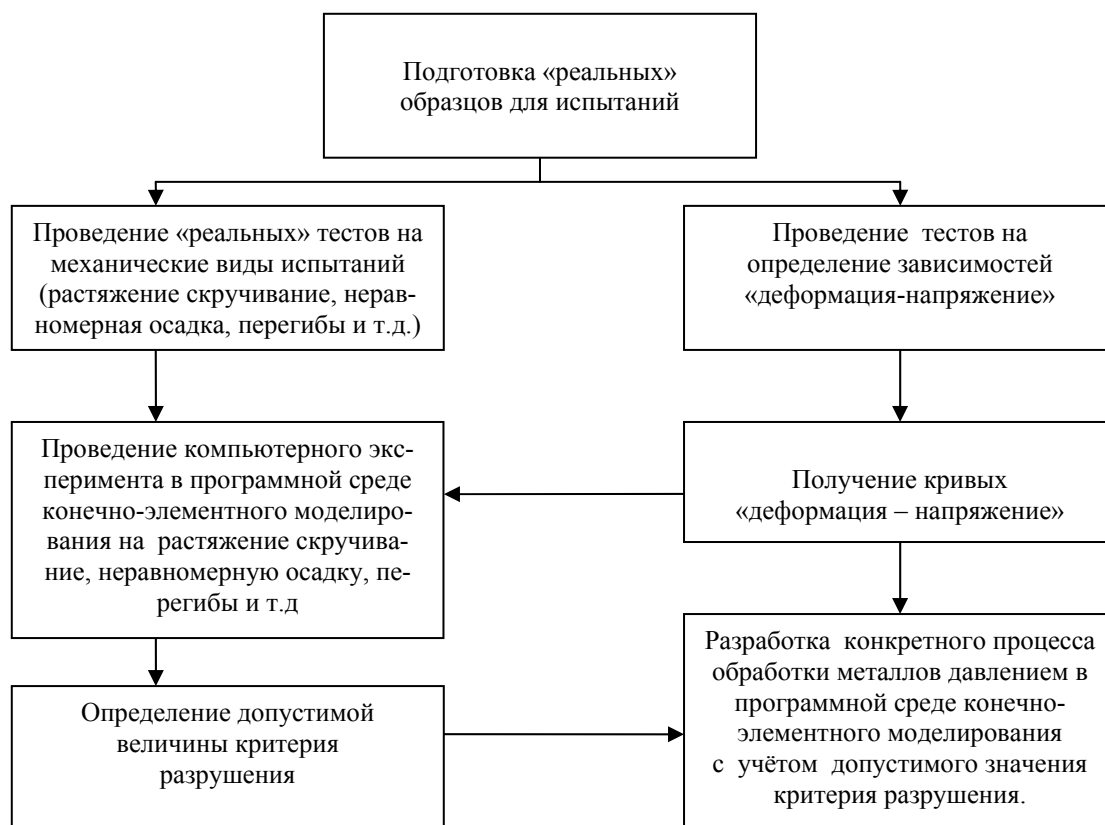 Подготовка «реальных»
образцов для испытаний
Проведение «реальных» тестов на
механические виды испытаний
(растяжение скручивание, нерав-
номерная осадка, перегибы и т.д.)
Проведение тестов на
определение зависимостей
«деформация-напряжение»
Проведение компьютерного экс-
перимента в программной среде
конечно-элементного моделиро-
вания на растяжение скручива-
ние, неравномерную осадку, пе-
регибы и т.д
Получение кривых
«деформация – напряжение»
Определение допустимой
величины критерия
разрушения
Разработка конкретного процесса
обработки металлов давлением в
программной среде конечно-
элементного моделирования
с учётом допустимого значения
критерия разрушения.